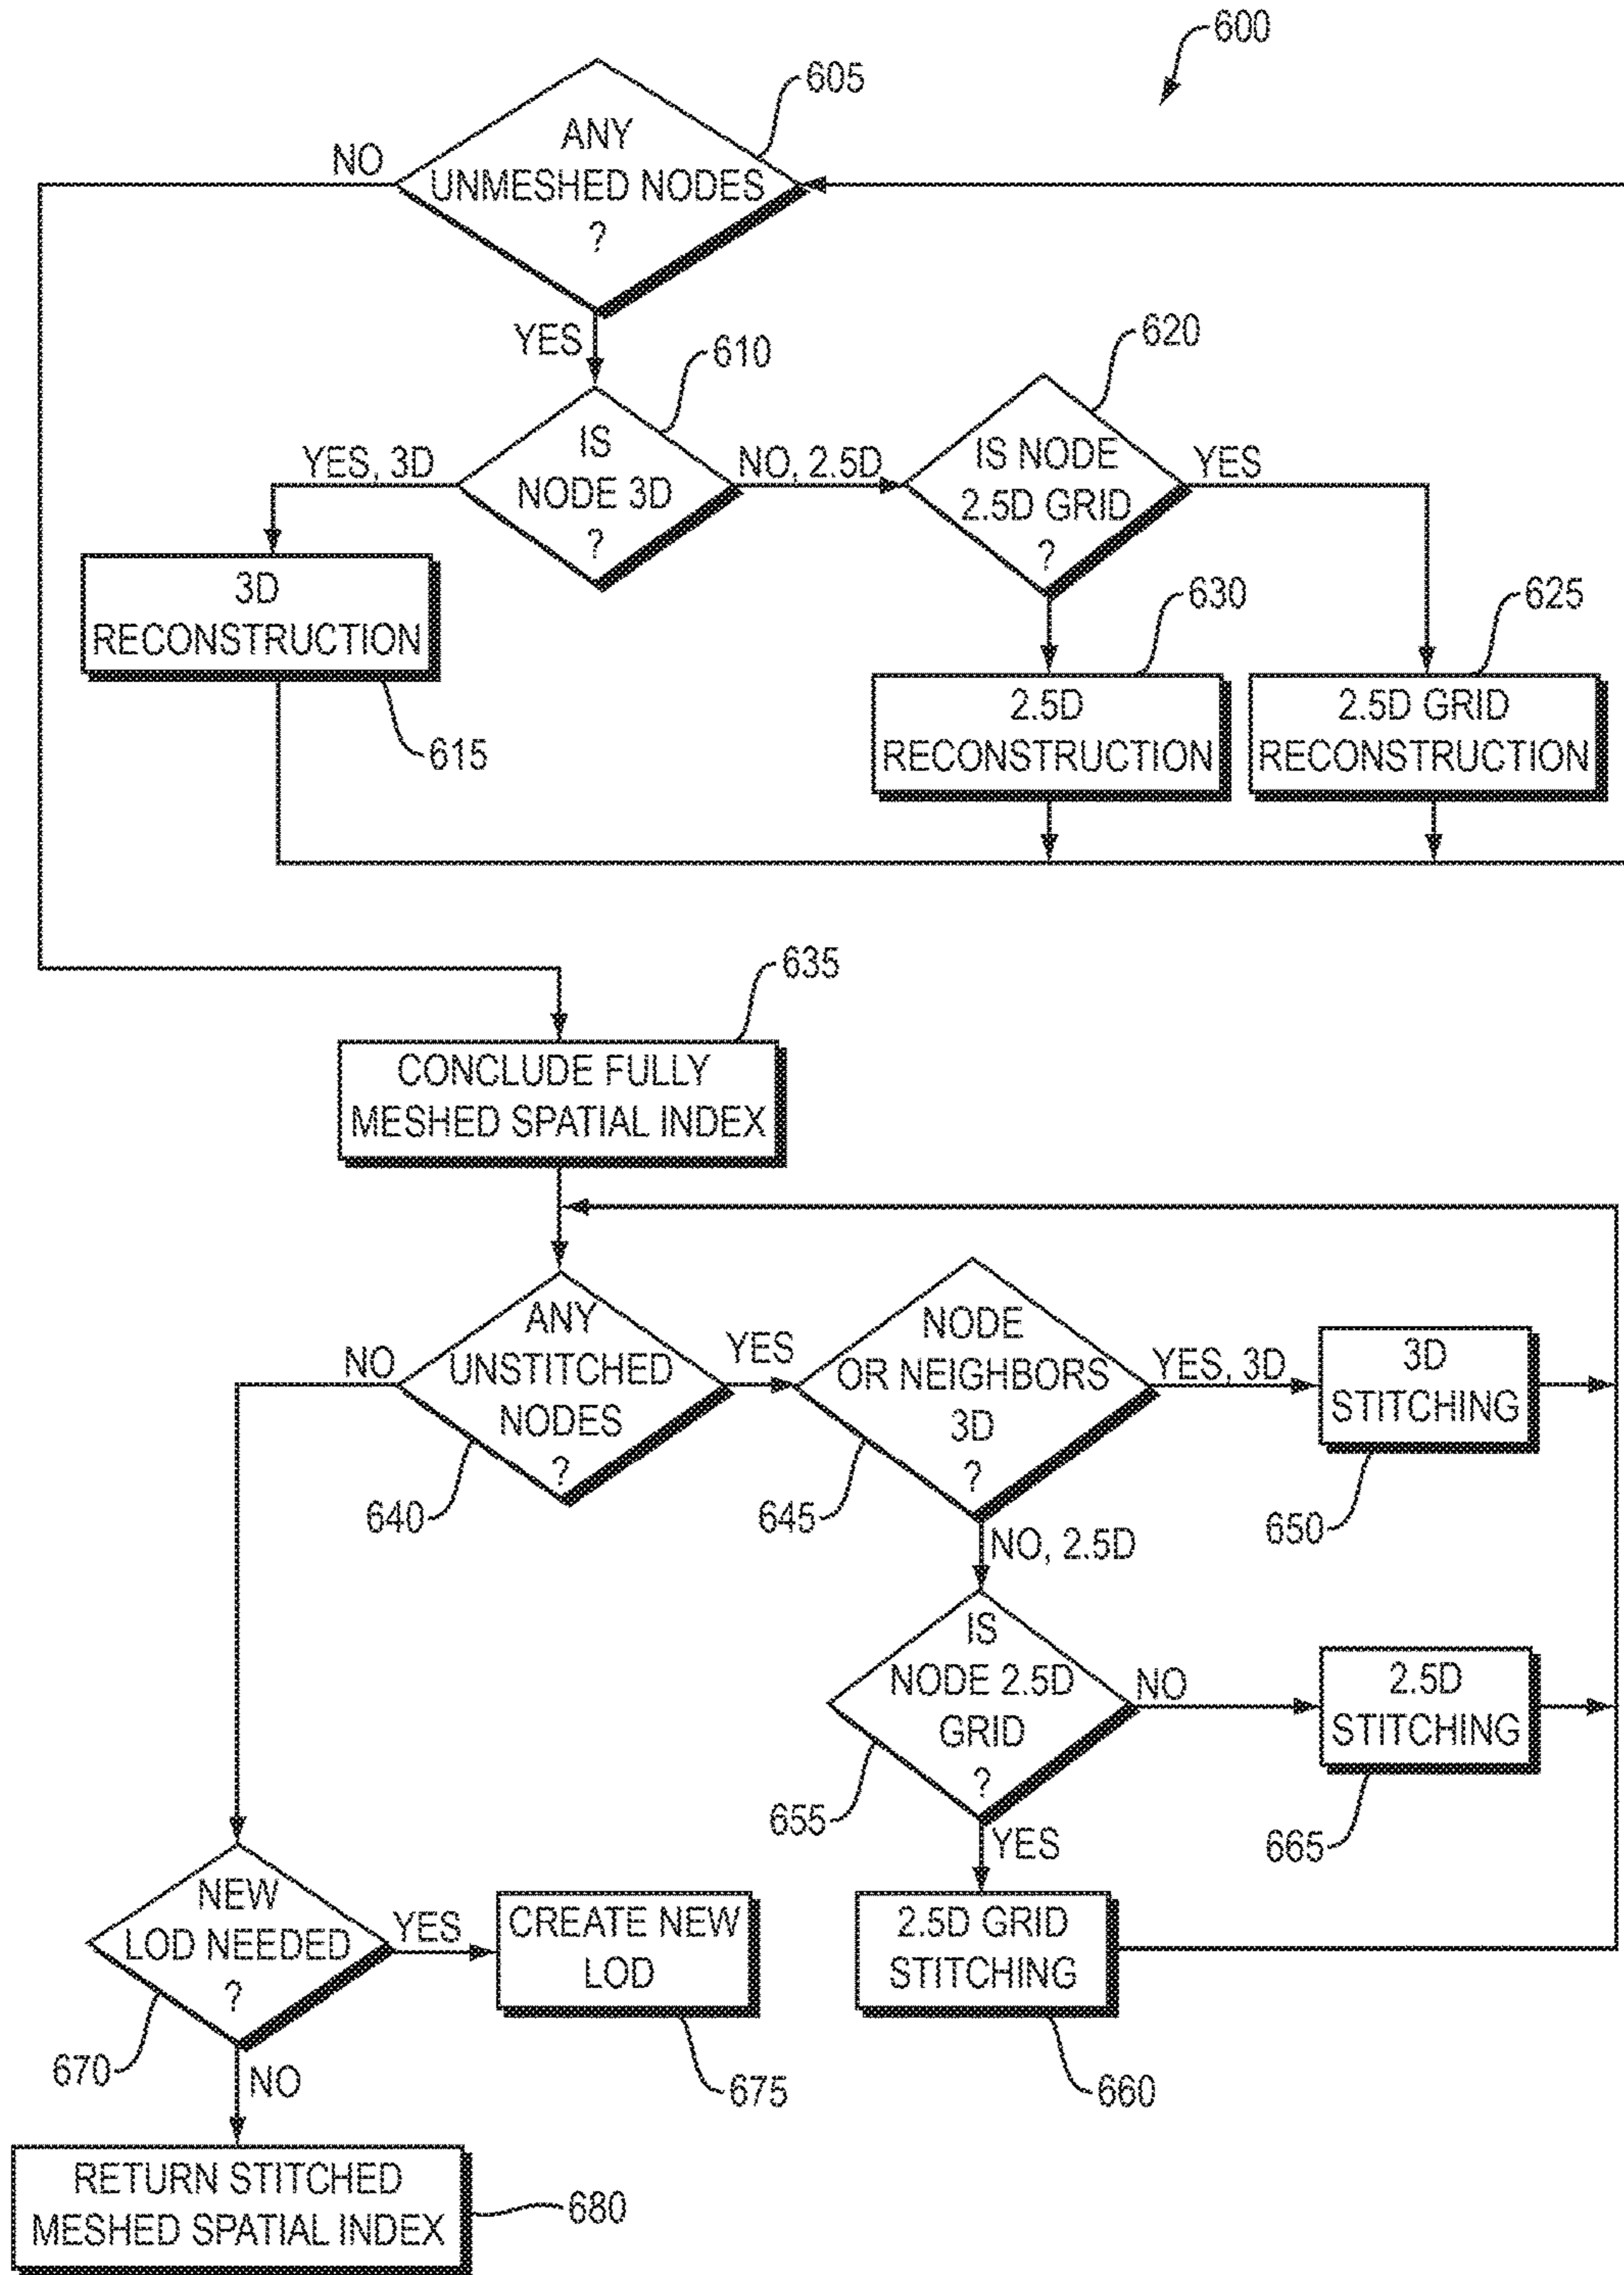 600
605
ANY
UNMESHED NODES
?
NO
YES
610
IS
NODE 3D
?
YES, 3D
NO, 2.5D
620
IS NODE
2.5D GRID
?
YES
3D
RECONSTRUCTION
615
630
2.5D
RECONSTRUCTION
625
2.5D GRID
RECONSTRUCTION
635
CONCLUDE FULLY
MESHED SPATIAL INDEX
ANY
UNSTITCHED
NODES
?
NO
YES
640
NODE
OR NEIGHBORS
3D
?
645
YES, 3D
3D
STITCHING
650
NO, 2.5D
IS
NODE 2.5D
GRID
?
655
NO
2.5D
STITCHING
665
YES
2.5D GRID
STITCHING
660
NEW
LOD NEEDED
?
670
YES
CREATE NEW
LOD
675
NO
RETURN STITCHED
MESHED SPATIAL INDEX
680